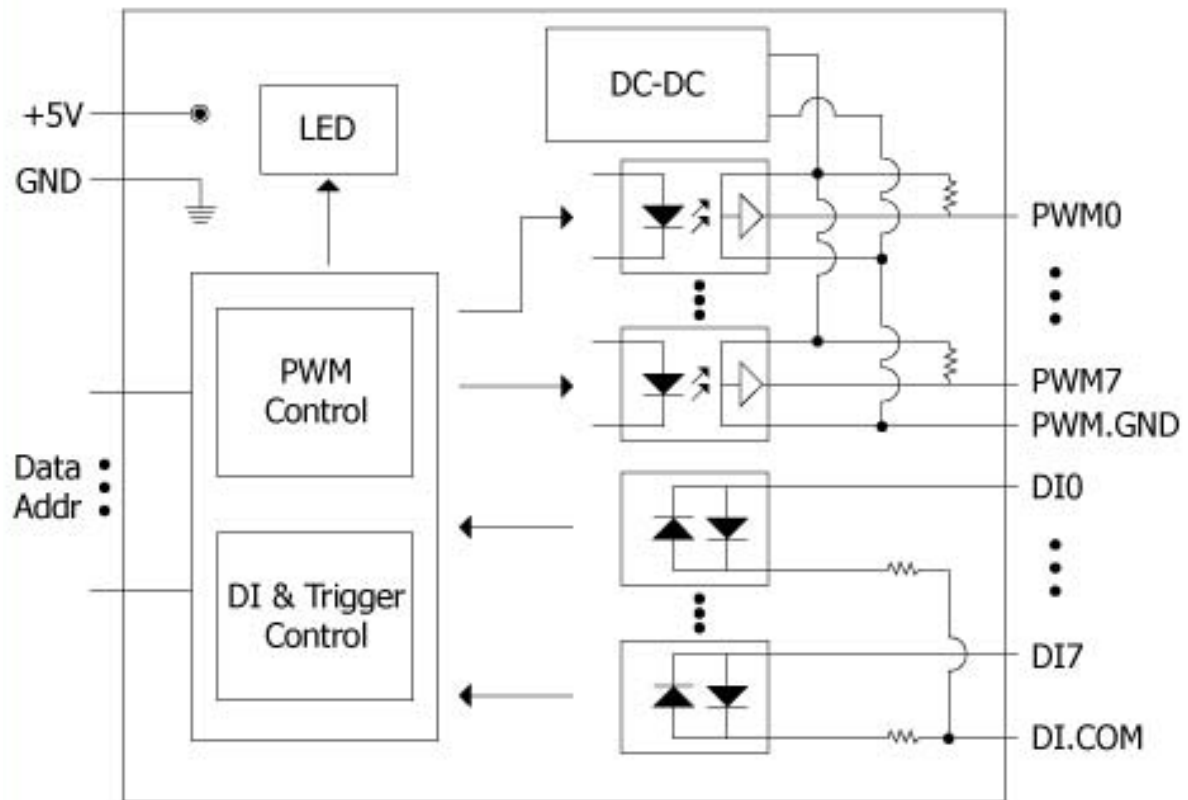 +5V
GND
LED
DC-DC
PWM0
PWM
Control
PWM7
PWM.GND
Data
Addr
DI0
DI & Trigger
Control
DI7
DI.COM